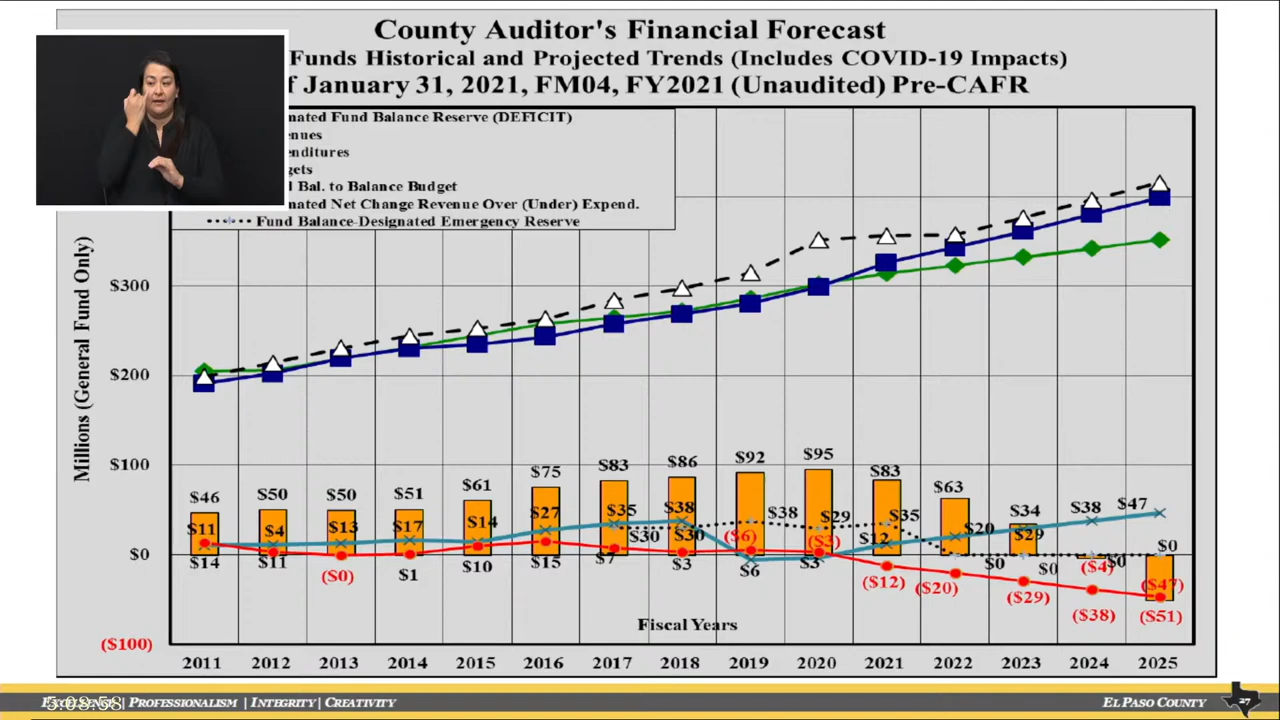 County Auditor's Financial Forecast
Funds Historical and Projected Trends (Includes COVID-19 Impacts)
f January 31, 2021, FM04, FY2021 (Unaudited) Pre-CAFR
nated Fund Balance Reserve (DEFICIT)
enues
enditures
gets
l Bal. to Balance Budget
nated Net Change Revenue Over (Under) Expend.
Fund Balance-Designated Emergency Reserve
Millions (General Fund Only)
$300
$200
$100
$0
($100)
$46 $50 $50 $51 $61 $75 $83 $86 $92 $95 $83 $63 $34
$11 $4 $13 $17 $14 $27 $35 $38 ($6) ($3) $12 $20 $29 $38 $47
$30 $30 $38 $29 $35 $0 $0 $0 $0
$14 $11 ($0) $1 $10 $15 $7 $3 $6 $3 ($12) ($20) ($29) ($38) ($47)
($4) ($51)
Fiscal Years
2011 2012 2013 2014 2015 2016 2017 2018 2019 2020 2021 2022 2023 2024 2025
5:08:58
| PROFESSIONALISM | INTEGRITY | CREATIVITY
EL PASO COUNTY
27